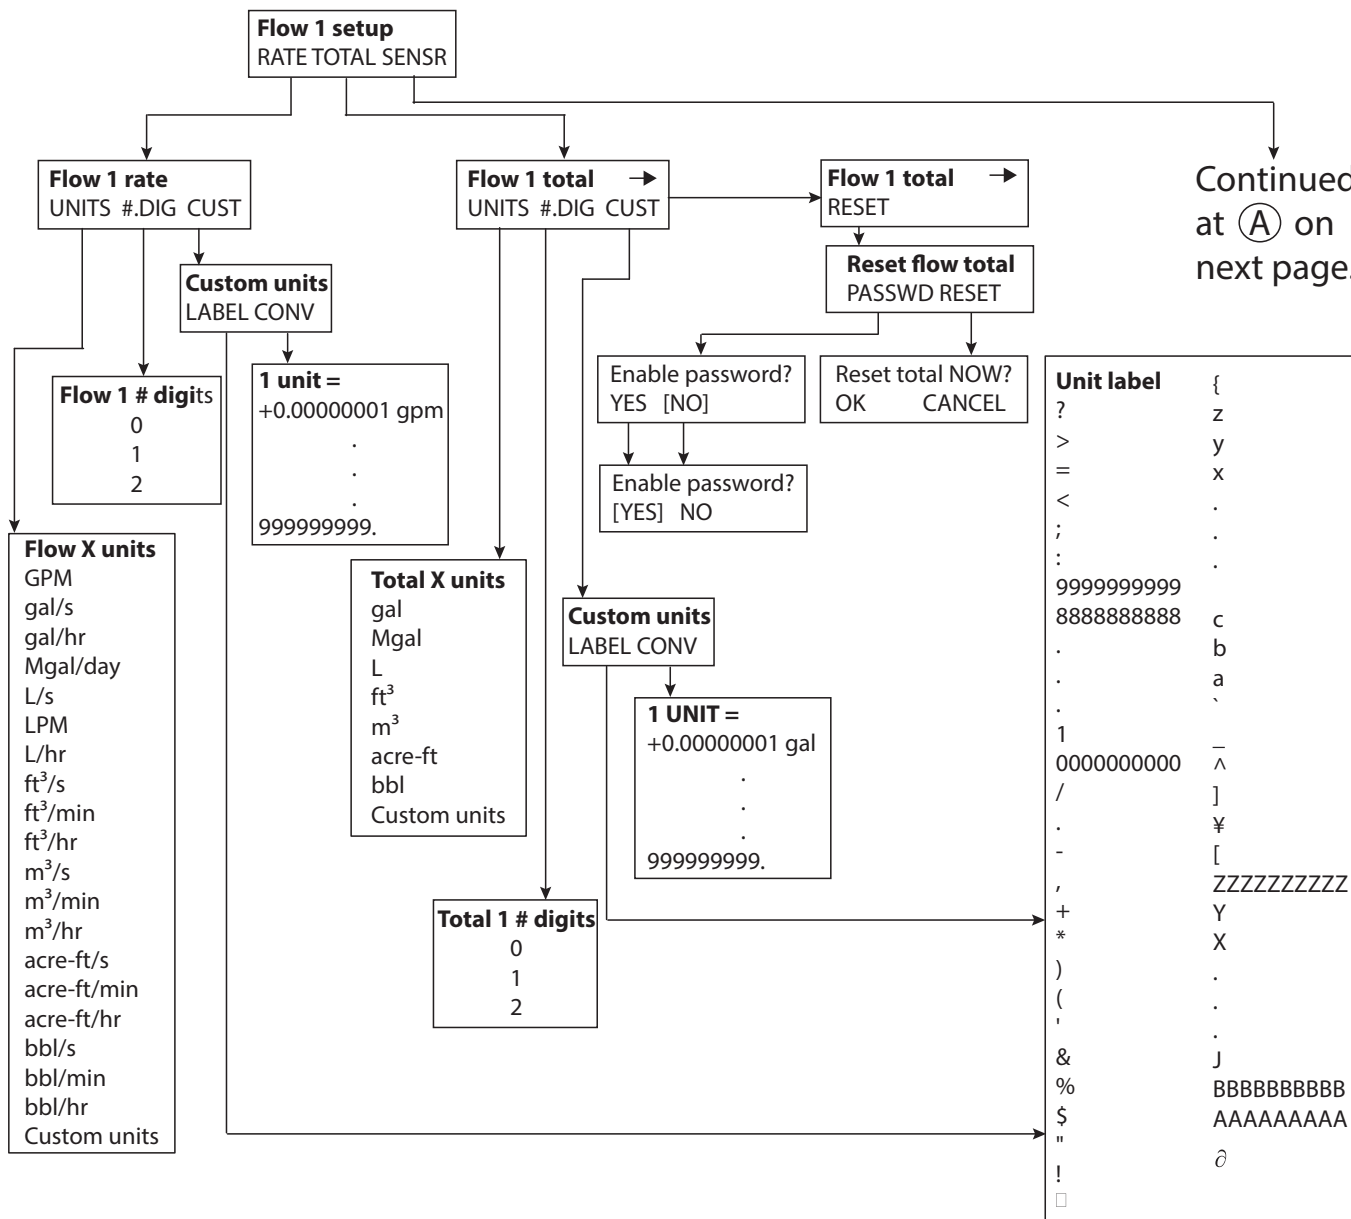 Flow 1 setup
RATE TOTAL SENSR
Flow 1 rate
UNITS #.DIG CUST
Flow 1 total
UNITS #.DIG CUST
Flow 1 total
RESET
Continued
at A on
next page.
Custom units
LABEL CONV
Reset flow total
PASSWD RESET
Flow 1 # digits
0
1
2
1 unit =
+0.00000001 gpm
.
.
.
999999999.
Enable password?
YES [NO]
Reset total NOW?
OK CANCEL
Enable password?
[YES] NO
Flow X units
GPM
gal/s
gal/hr
Mgal/day
L/s
LPM
L/hr
ft³/s
ft³/min
ft³/hr
m³/s
m³/min
m³/hr
acre-ft/s
acre-ft/min
acre-ft/hr
bbl/s
bbl/min
bbl/hr
Custom units
Total X units
gal
Mgal
L
ft³
m³
acre-ft
bbl
Custom units
Custom units
LABEL CONV
1 UNIT =
+0.00000001 gal
.
.
.
999999999.
Total 1 # digits
0
1
2
Unit label
?
>
=
<
;
:
9999999999
8888888888
.
.
.
1
0000000000
/
.
-
,
+
*
)
(
'
&
%
$
"
!
□
{
z
y
x
.
.
.
c
b
a
`
_
^
]
¥
[
ZZZZZZZZZZ
Y
X
.
.
.
J
BBBBBBBBBB
AAAAAAAAA
∂